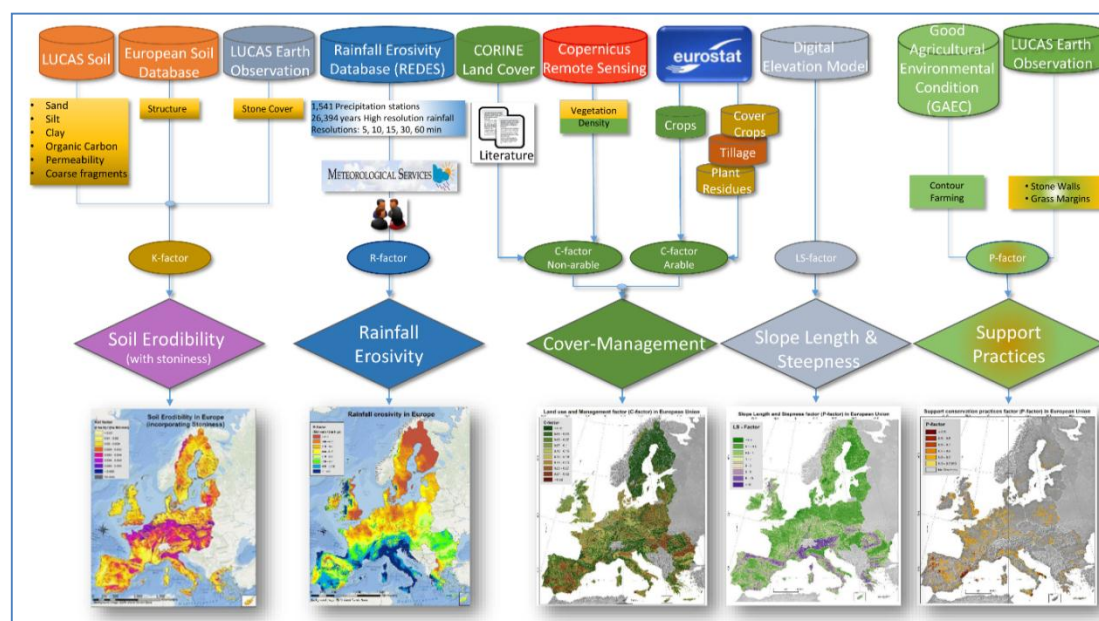 LUCAS Soil
European Soil
Database
LUCAS Earth
Observation
Rainfall Erosivity
Database (REDES)
CORINE
Land Cover
Copernicus
Remote Sensing
eurostat
Digital
Elevation Model
Good
Agricultural
Environmental
Condition
(GAEC)
LUCAS Earth
Observation
• Sand
• Silt
• Clay
• Organic Carbon
• Permeability
• Coarse fragments
Structure
Stone Cover
1,541 Precipitation stations
26,394 years High resolution rainfall
Resolutions: 5, 10, 15, 30, 60 min
METEOROLOGICAL SERVICES
Literature
Vegetation
Density
Crops
Cover
Crops
Tillage
Plant
Residues
Contour
Farming
• Stone Walls
• Grass Margins
K-factor
R-factor
C-factor
Non-arable
C-factor
Arable
LS-factor
P-factor
Soil Erodibility
(with stoniness)
Rainfall
Erosivity
Cover-Management
Slope Length &
Steepness
Support
Practices
Soil Erodibility in Europe
(incorporating Stoniness)
Rainfall erosivity in Europe
Land use and Management factor (C-factor) in European Union
Slope Length and Steepness factor (LS-factor) in European Union
LS - Factor
Support conservation practices factor (P-factor) in European Union
P-factor